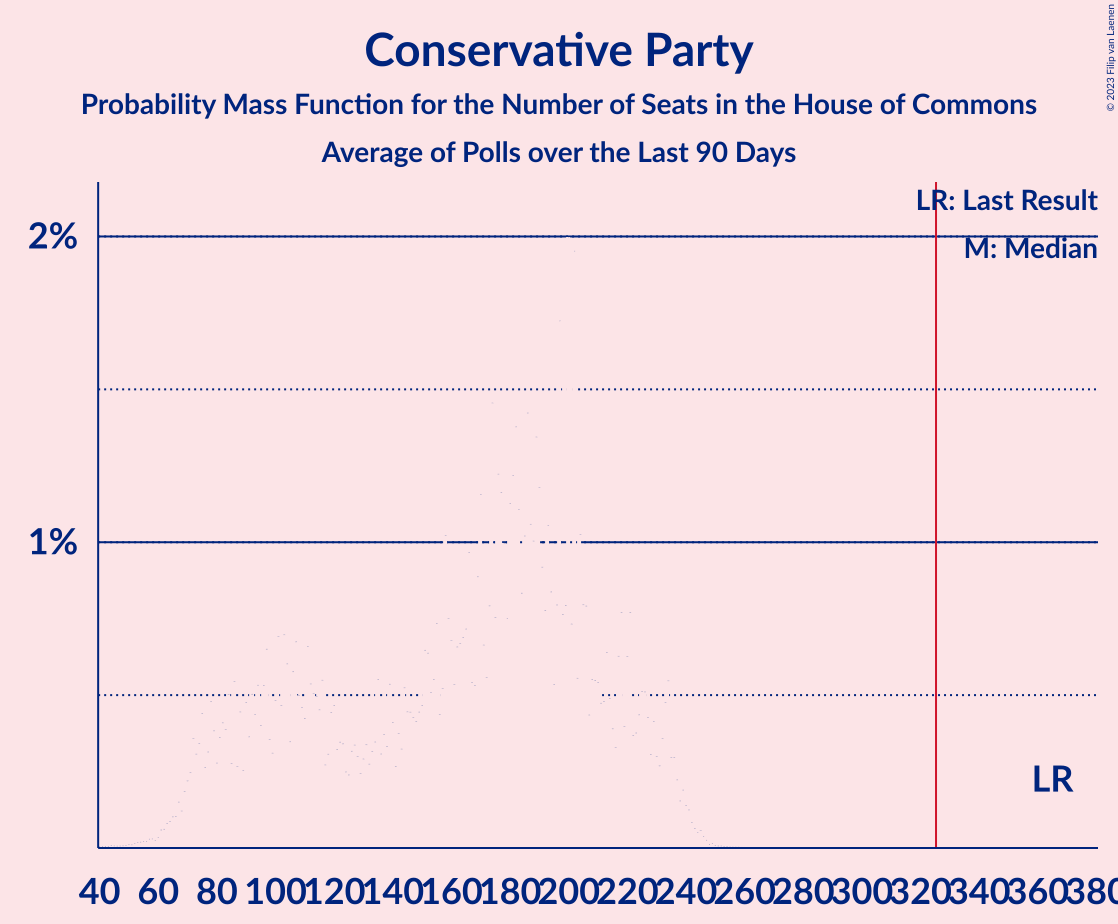 Conservative Party
Probability Mass Function for the Number of Seats in the House of Commons
Average of Polls over the Last 90 Days
© 2023 Filip van Laenen
LR: Last Result
2%
M: Median
1%
LR
40 60 80 100 120 140 160 180 200 220 240 260 280 300 320 340 360 380